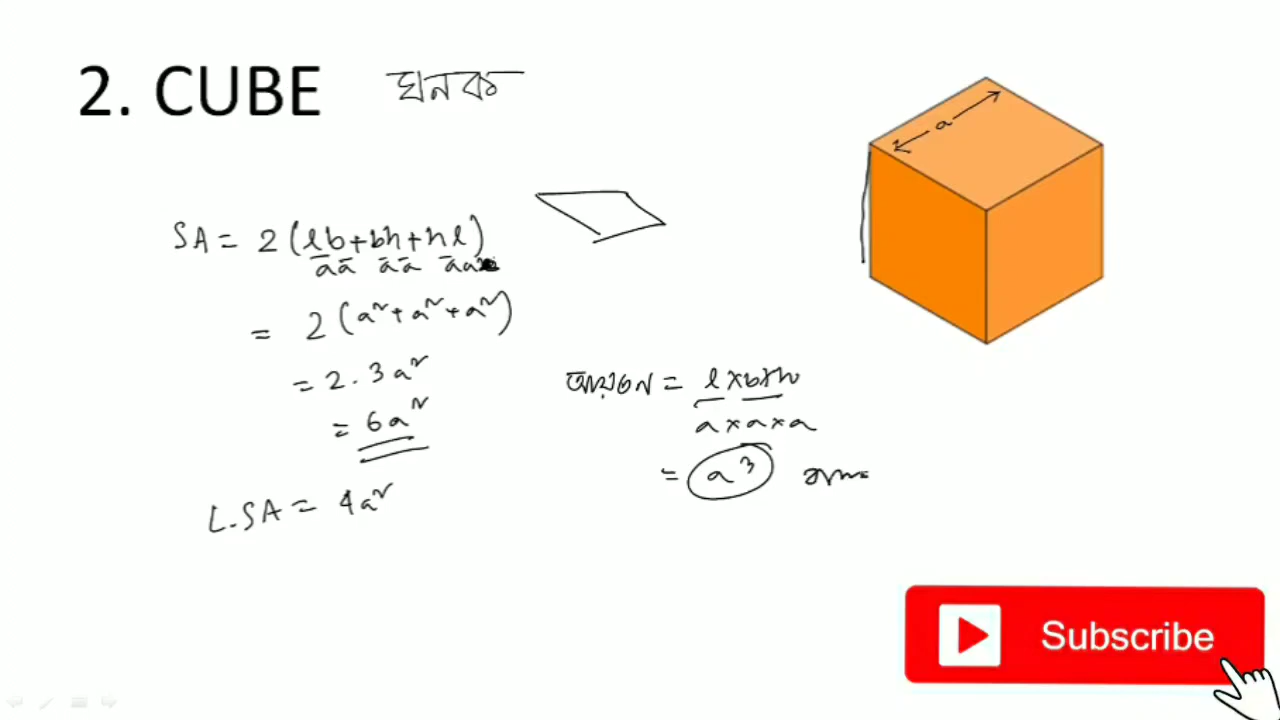 2. CUBE ঘনক
a
SA = 2 (lb+bh+hl)
aa aa aa
= 2 (a²+a²+a²)
= 2.3a²
= 6a²
L.SA = 4a²
আয়তন = l×b×h
a×a×a
= a³
Subscribe